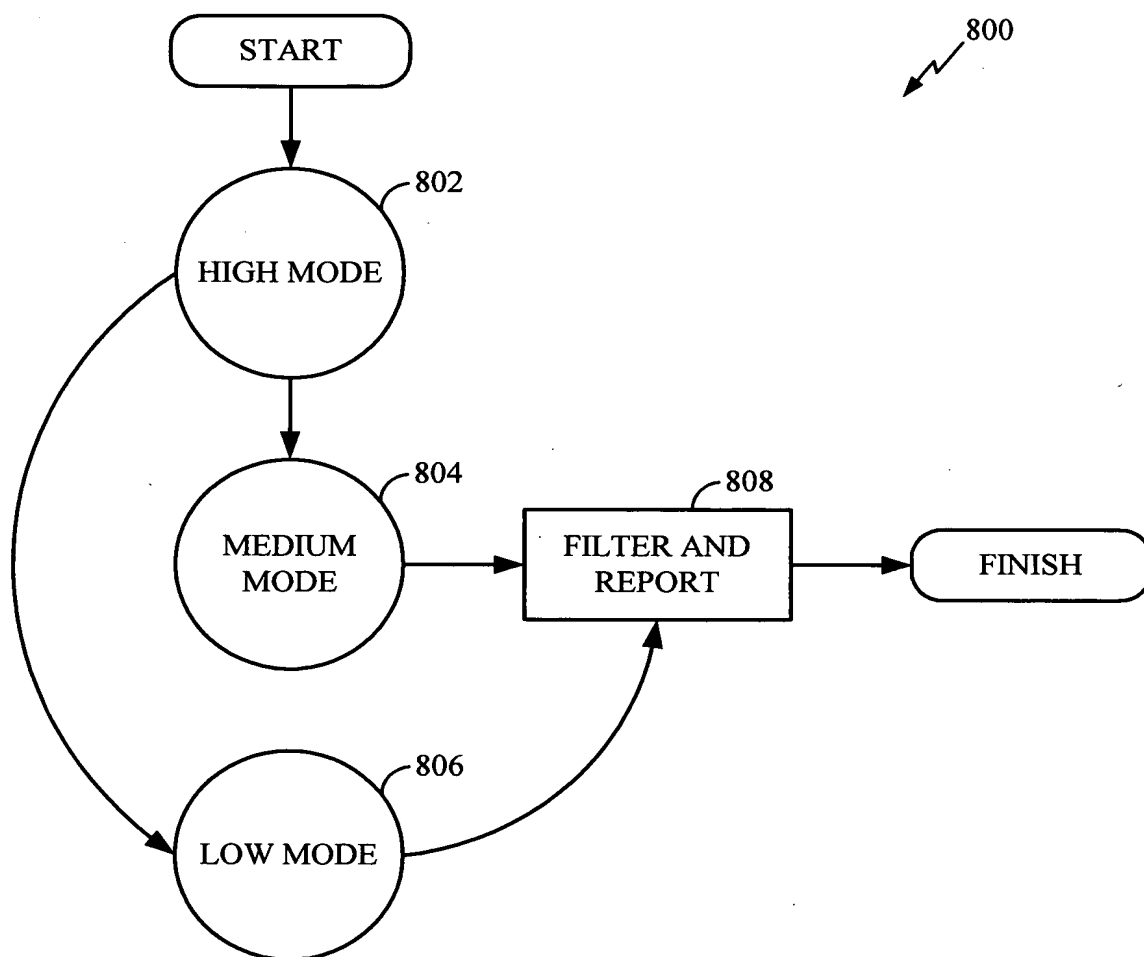 START
800
802
HIGH MODE
804
MEDIUM
MODE
808
FILTER AND
REPORT
FINISH
806
LOW MODE